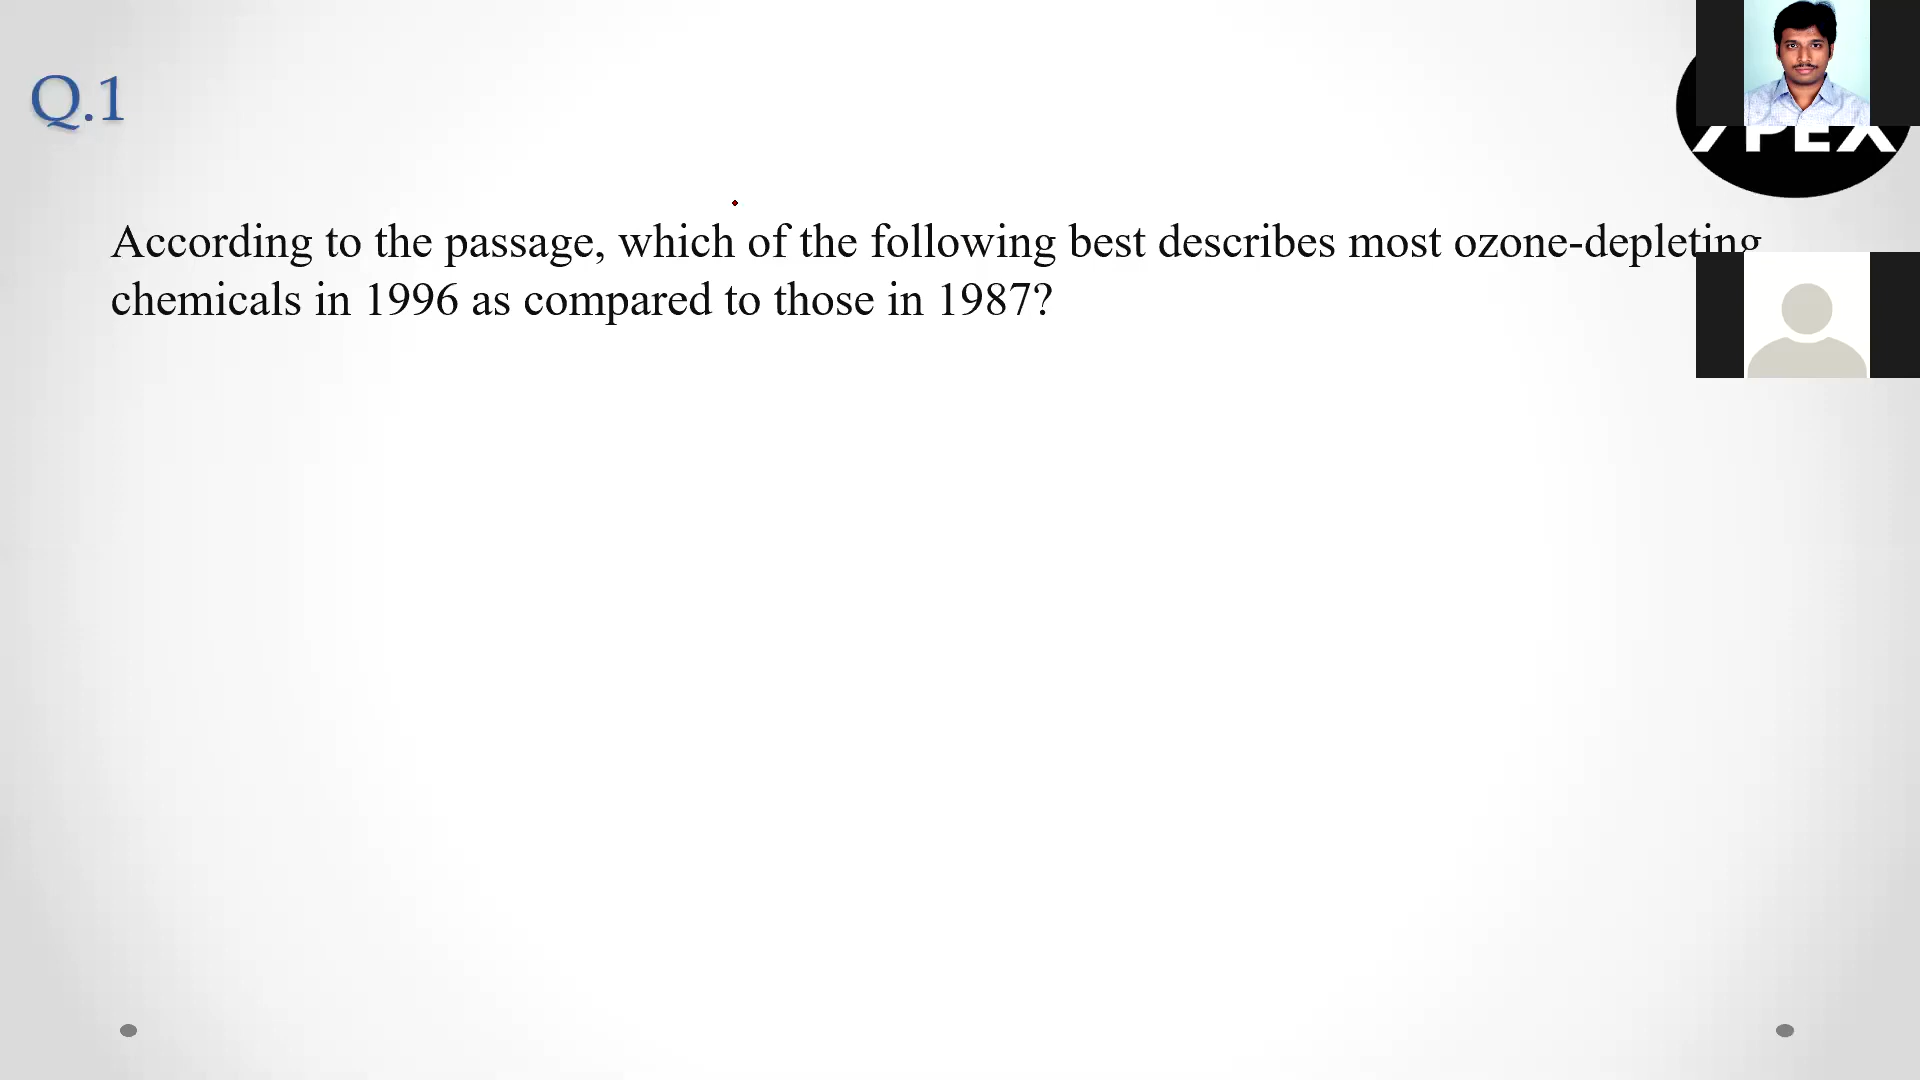 Q.1
APEX
According to the passage, which of the following best describes most ozone-depleting
chemicals in 1996 as compared to those in 1987?